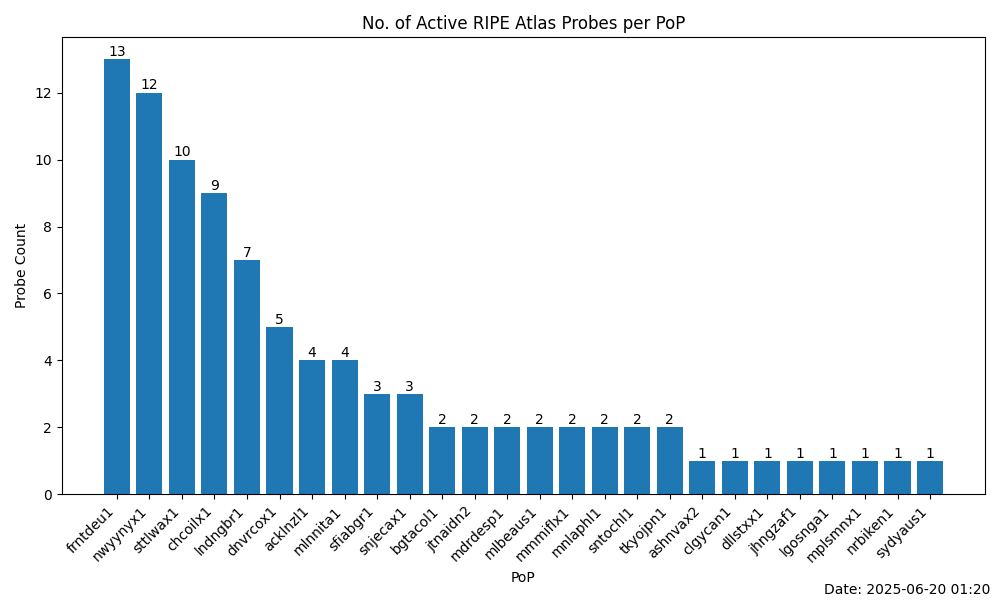 No. of Active RIPE Atlas Probes per PoP
Probe Count
12
10
8
6
4
2
0
13
12
10
9
7
5
4
4
3
3
2
2
2
2
2
2
2
2
1
1
1
1
1
1
1
1
frntdeu1
nwyynyx1
sttlwax1
chcoilx1
lndngbr1
dnvrcox1
acklnzl1
mlnnita1
sfiabgr1
snjecax1
bgtacol1
jtnaidn2
mdrdesp1
mlbeaus1
mmmiflx1
mnlaphl1
sntochl1
tkyojpn1
ashnvax2
clgycan1
dllstxx1
jhngzaf1
lgosnga1
mplsmnx1
nrbiken1
sydyaus1
PoP
Date: 2025-06-20 01:20